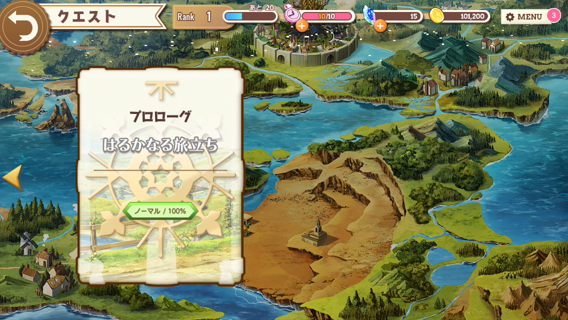 クエスト
Rank 1
あと 20
10/10
15
101,200
MENU
3
プロローグ
はるかなる旅立ち
ノーマル / 100%